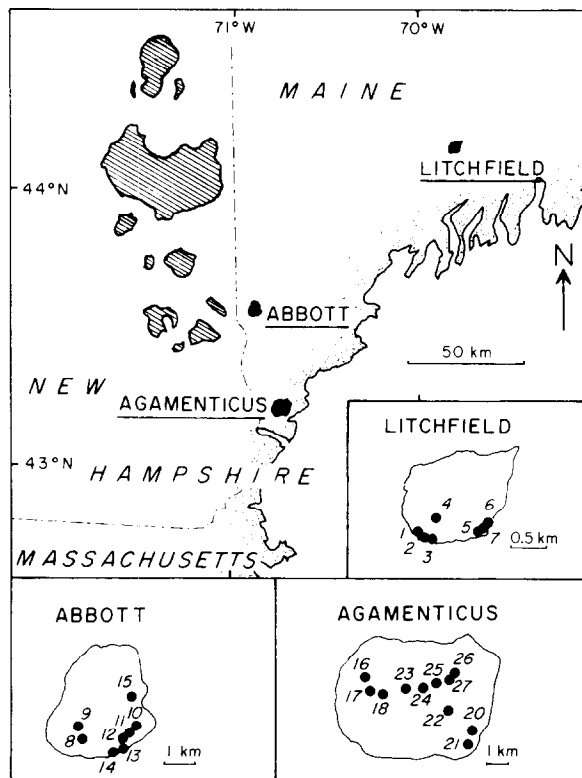 71°W 70°W
MAINE
LITCHFIELD
44°N
N
ABBOTT
50 km
NEW
AGAMENTICUS
LITCHFIELD
43°N
HAMPSHIRE
4 6
1 5
2 3 7
0.5 km
MASSACHUSETTS
ABBOTT
15
9 11 10
8 12
14 13
1 km
AGAMENTICUS
16 23 25 26
17 18 24 27
22 20
21
1 km